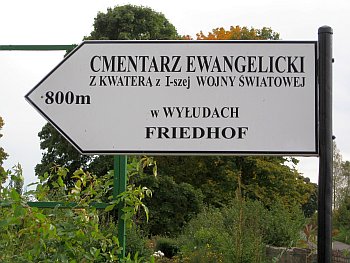 CMENTARZ EWANGELICKI
Z KWATERĄ z I-szej WOJNY ŚWIATOWEJ
800m
w WYŁUDACH
FRIEDHOF